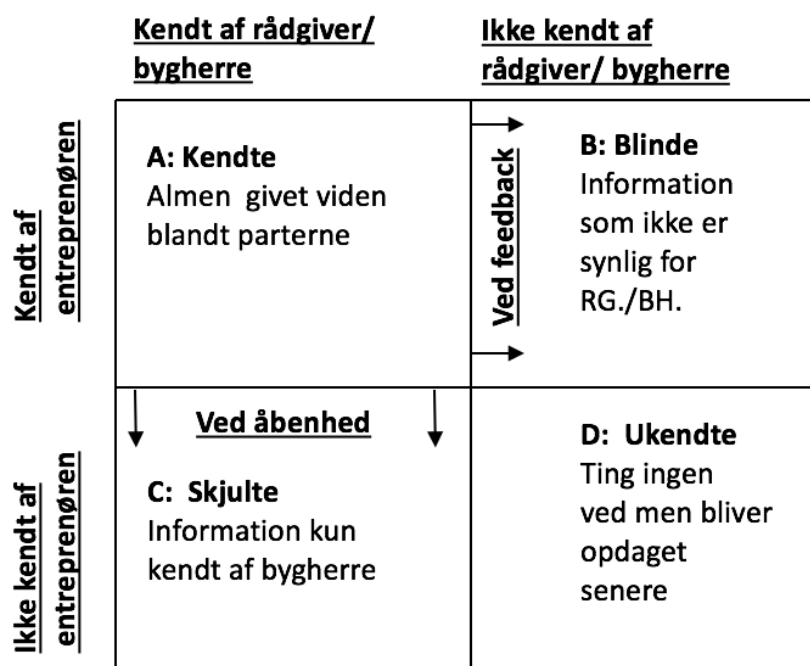 Kendt af rådgiver/
bygherre
Ikke kendt af
rådgiver/ bygherre
Kendt af
entreprenøren
A: Kendte
Almen givet viden
blandt parterne
Ved feedback
B: Blinde
Information
som ikke er
synlig for
RG./BH.
Ikke kendt af
entreprenøren
Ved åbenhed
C: Skjulte
Information kun
kendt af bygherre
D: Ukendte
Ting ingen
ved men bliver
opdaget
senere